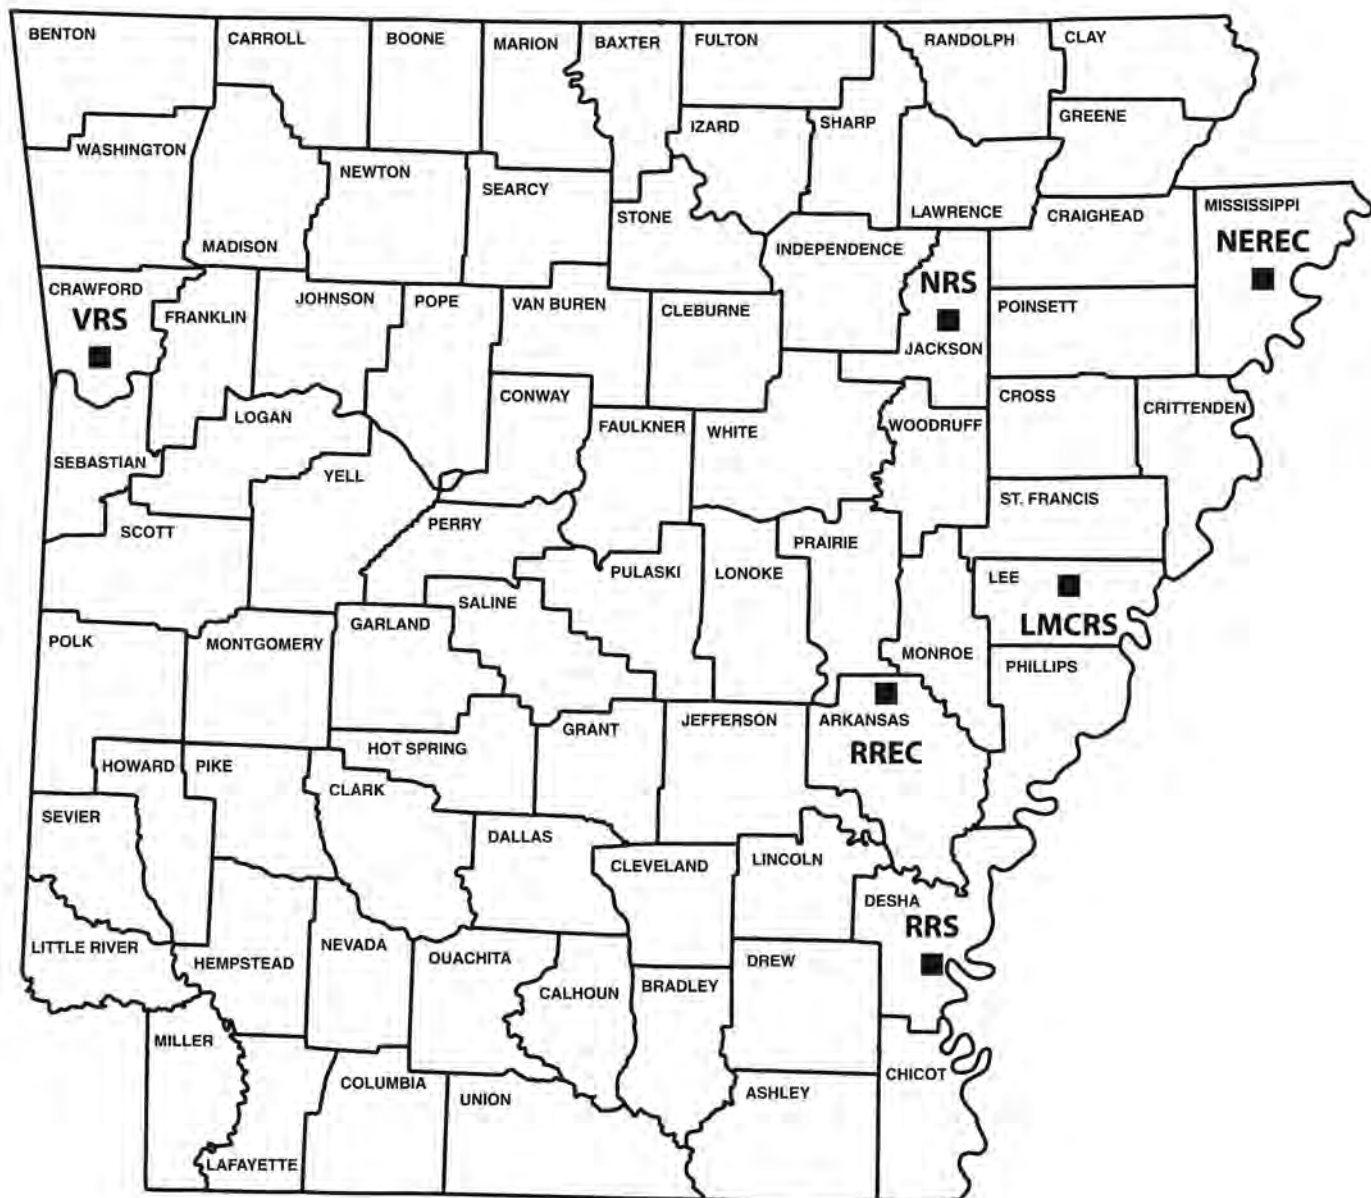 BENTON
CARROLL
BOONE
MARION
BAXTER
FULTON
RANDOLPH
CLAY
GREENE
IZARD
SHARP
WASHINGTON
NEWTON
SEARCY
STONE
LAWRENCE
CRAIGHEAD
MISSISSIPPI
NEREC
MADISON
INDEPENDENCE
NRS
JACKSON
CRAWFORD
VRS
FRANKLIN
JOHNSON
POPE
VAN BUREN
CLEBURNE
POINSETT
CONWAY
CROSS
CRITTENDEN
LOGAN
FAULKNER
WHITE
WOODRUFF
SEBASTIAN
YELL
ST. FRANCIS
SCOTT
PERRY
PRAIRIE
PULASKI
LONOKE
LEE
LMCRS
SALINE
GARLAND
POLK
MONTGOMERY
MONROE
PHILLIPS
HOT SPRING
GRANT
JEFFERSON
ARKANSAS
RREC
HOWARD
PIKE
CLARK
SEVIER
DALLAS
CLEVELAND
LINCOLN
DESHA
RRS
LITTLE RIVER
HEMPSTEAD
NEVADA
OUACHITA
CALHOUN
BRADLEY
DREW
MILLER
COLUMBIA
UNION
ASHLEY
CHICOT
LAFAYETTE